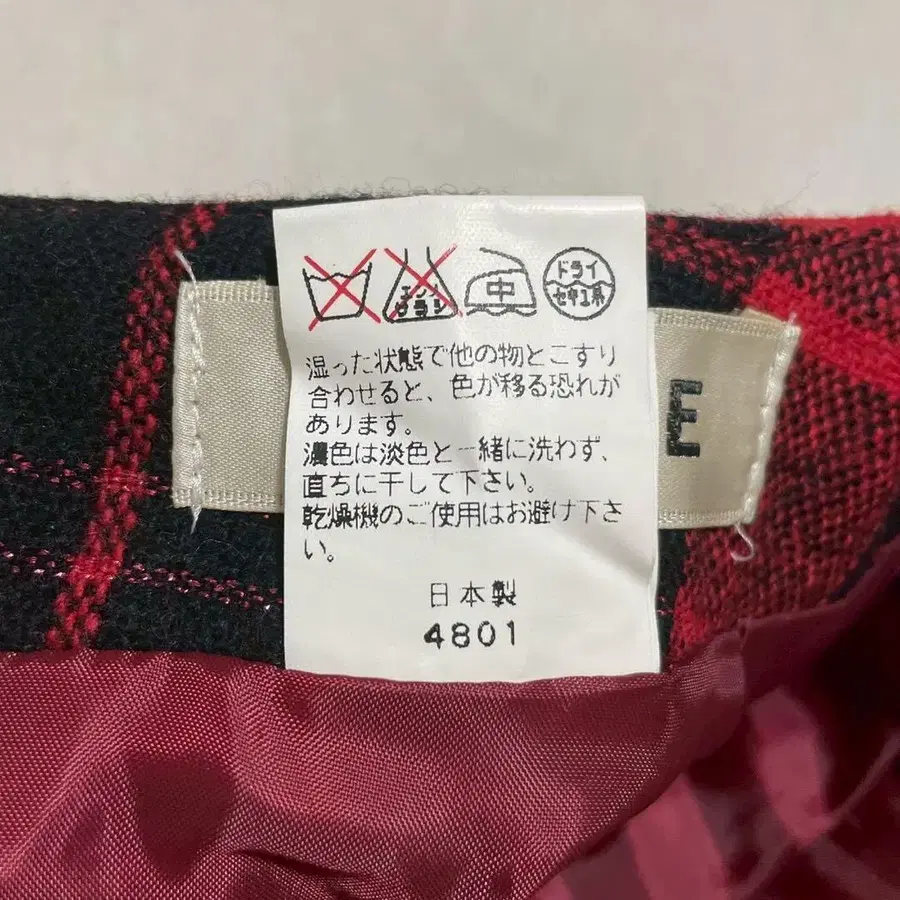 エンソ
サラシ
中
ドライ
セキユ系
湿った状態で他の物とこすり
合わせると、色が移る恐れが
あります。
濃色は淡色と一緒に洗わず、
直ちに干して下さい。
乾燥機のご使用はお避け下さ
い。
日本製
4801
E